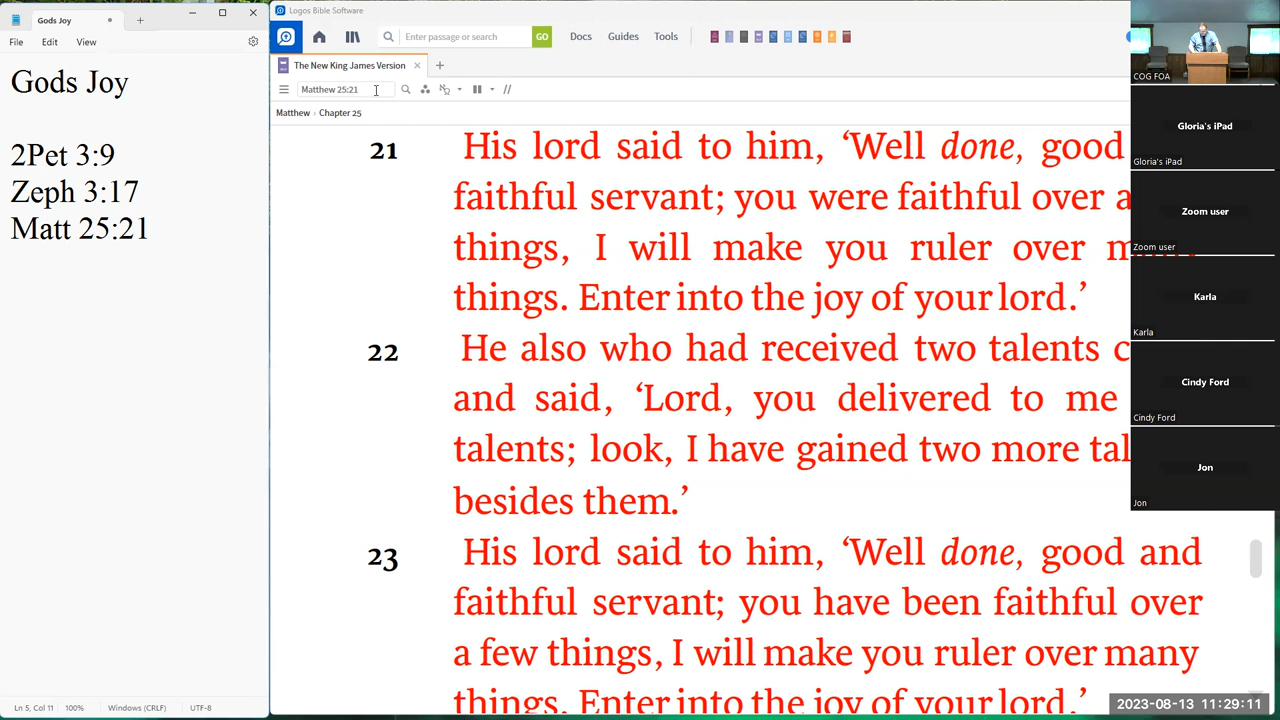 Gods Joy
File Edit View
Gods Joy
2Pet 3:9
Zeph 3:17
Matt 25:21
Ln 5, Col 11 100% Windows (CRLF) UTF-8
Logos Bible Software
Enter passage or search GO Docs Guides Tools
The New King James Version
Matthew 25:21
Matthew › Chapter 25
21 His lord said to him, ‘Well done, good
faithful servant; you were faithful over a
things, I will make you ruler over many
things. Enter into the joy of your lord.’
22 He also who had received two talents c
and said, ‘Lord, you delivered to me
talents; look, I have gained two more tal
besides them.’
23 His lord said to him, ‘Well done, good and
faithful servant; you have been faithful over
a few things, I will make you ruler over many
things. Enter into the joy of your lord.’
COG FOA
Gloria's iPad
Gloria's iPad
Zoom user
Zoom user
Karla
Karla
Cindy Ford
Cindy Ford
Jon
Jon
2023-08-13 11:29:11